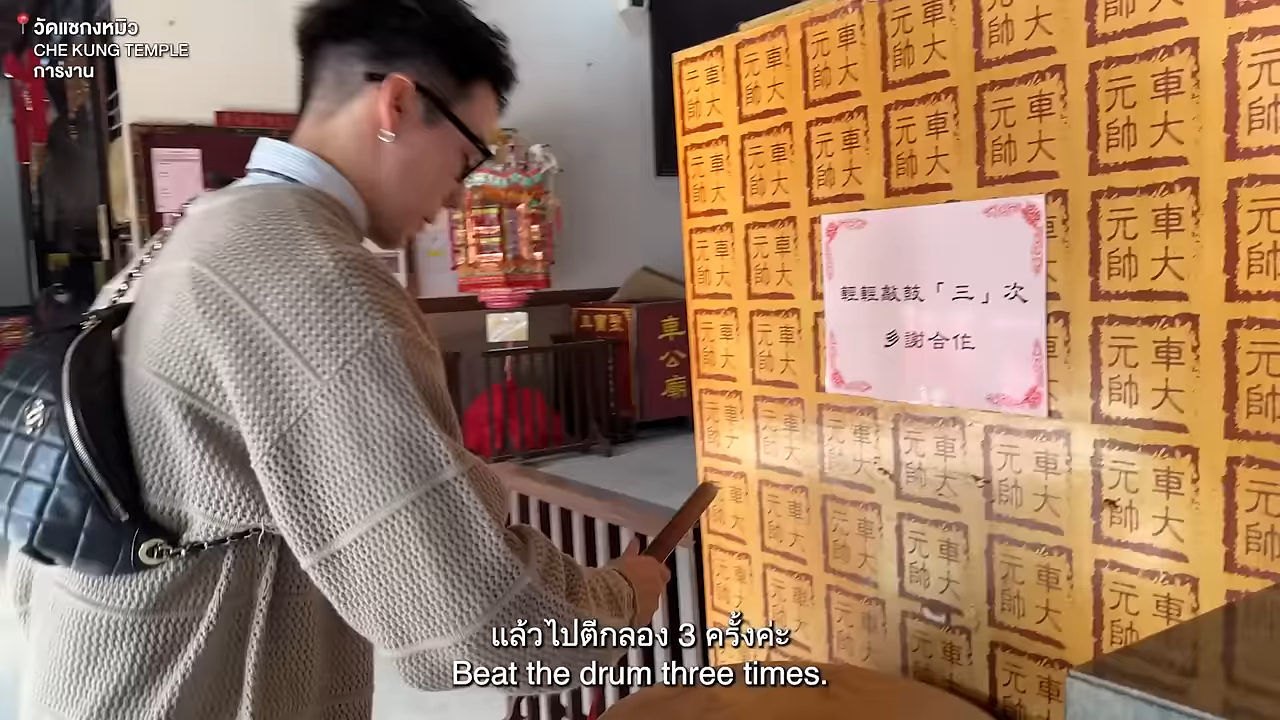 วัดแชกงหมิว
CHE KUNG TEMPLE
การ์งาน
輕輕敲鼓「三」次
多謝合作
車大
元帥
車公廟
แล้วไปตีกลอง 3 ครั้งค่ะ
Beat the drum three times.